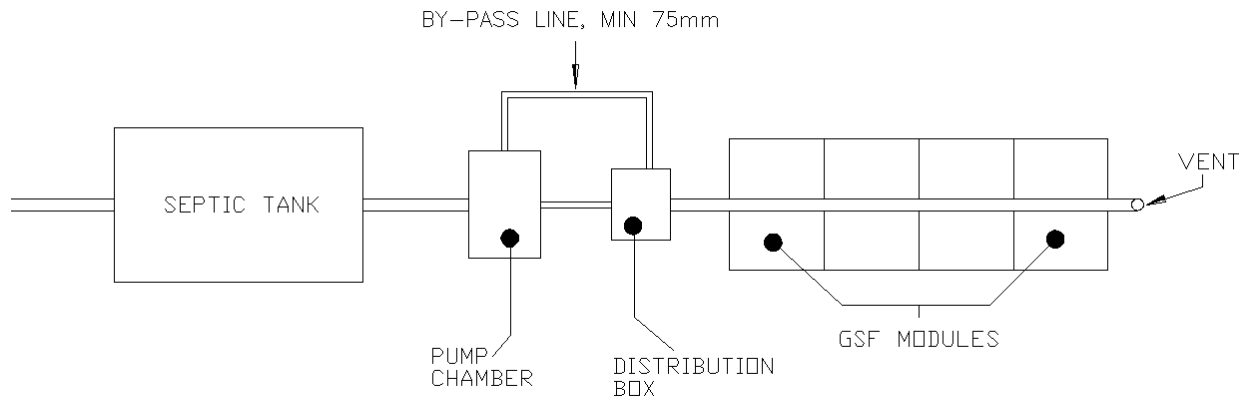 BY-PASS LINE, MIN 75mm
VENT
SEPTIC TANK
GSF MODULES
PUMP
CHAMBER
DISTRIBUTION
BOX